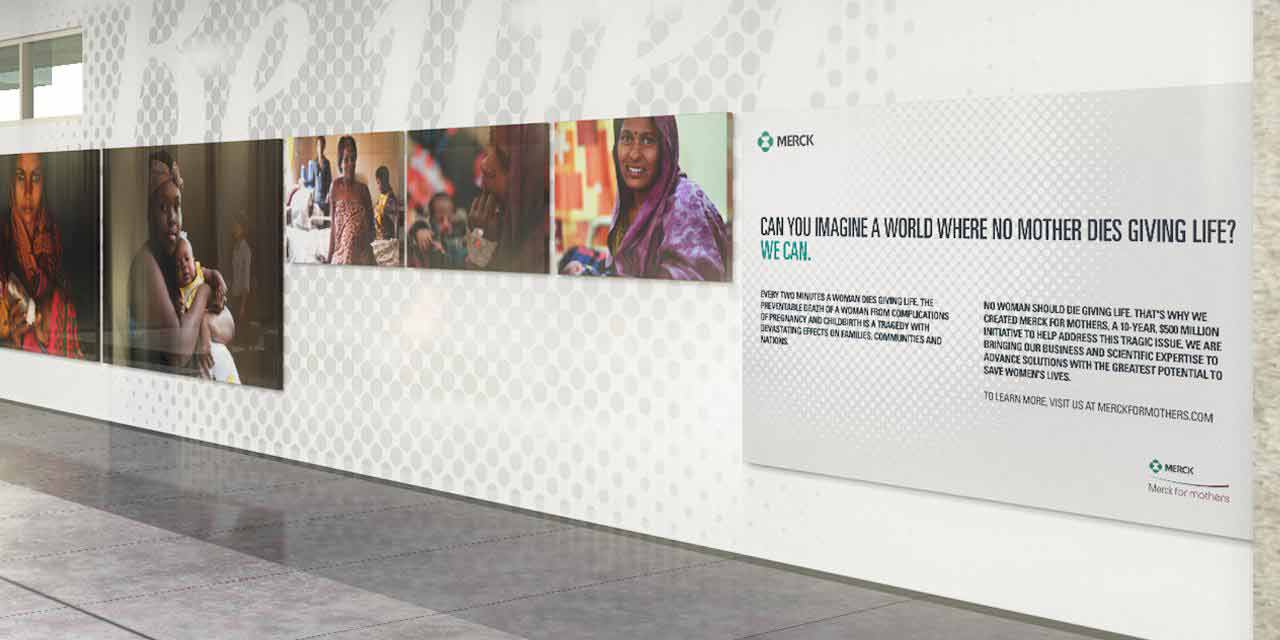 MERCK
CAN YOU IMAGINE A WORLD WHERE NO MOTHER DIES GIVING LIFE?
WE CAN.
EVERY TWO MINUTES A WOMAN DIES GIVING LIFE. THE
PREVENTABLE DEATH OF A WOMAN FROM COMPLICATIONS
OF PREGNANCY AND CHILDBIRTH IS A TRAGEDY WITH
DEVASTATING EFFECTS ON FAMILIES, COMMUNITIES AND
NATIONS.
NO WOMAN SHOULD DIE GIVING LIFE. THAT'S WHY WE
CREATED MERCK FOR MOTHERS, A 10-YEAR, $500 MILLION
INITIATIVE TO HELP ADDRESS THIS TRAGIC ISSUE. WE ARE
BRINGING OUR BUSINESS AND SCIENTIFIC EXPERTISE TO
ADVANCE SOLUTIONS WITH THE GREATEST POTENTIAL TO
SAVE WOMEN'S LIVES.
TO LEARN MORE, VISIT US AT MERCKFORMOTHERS.COM
MERCK
Merck for mothers